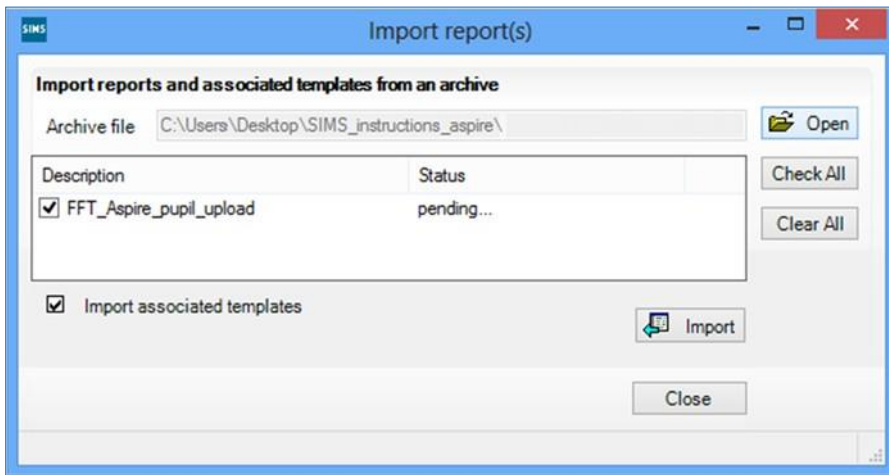 SIMS
Import report(s)
Import reports and associated templates from an archive
Archive file C:\Users\Desktop\SIMS_instructions_aspire\ Open
Description Status Check All
FFT_Aspire_pupil_upload pending...
Clear All
Import associated templates
Import
Close